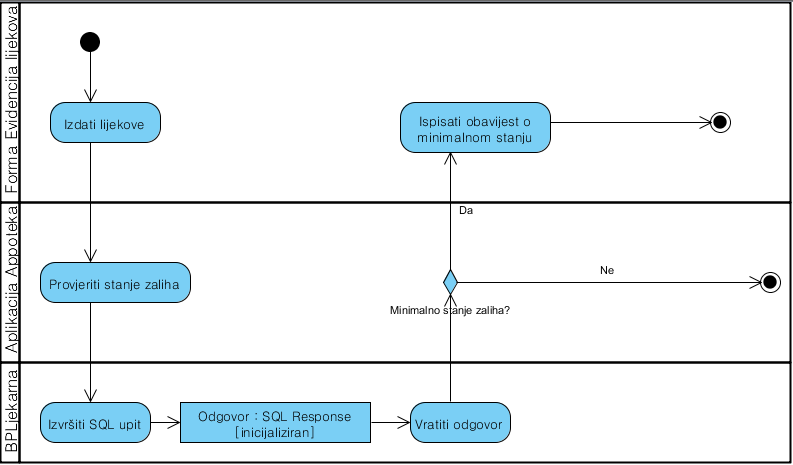 Forma Evidencija lijekova
Izdati lijekove
Ispisati obavijest o
minimalnom stanju
Aplikacija Appoteka
Da
Provjeriti stanje zaliha
Ne
Minimalno stanje zaliha?
BPLjekarna
Izvršiti SQL upit
Odgovor : SQL Response
[inicijaliziran]
Vratiti odgovor